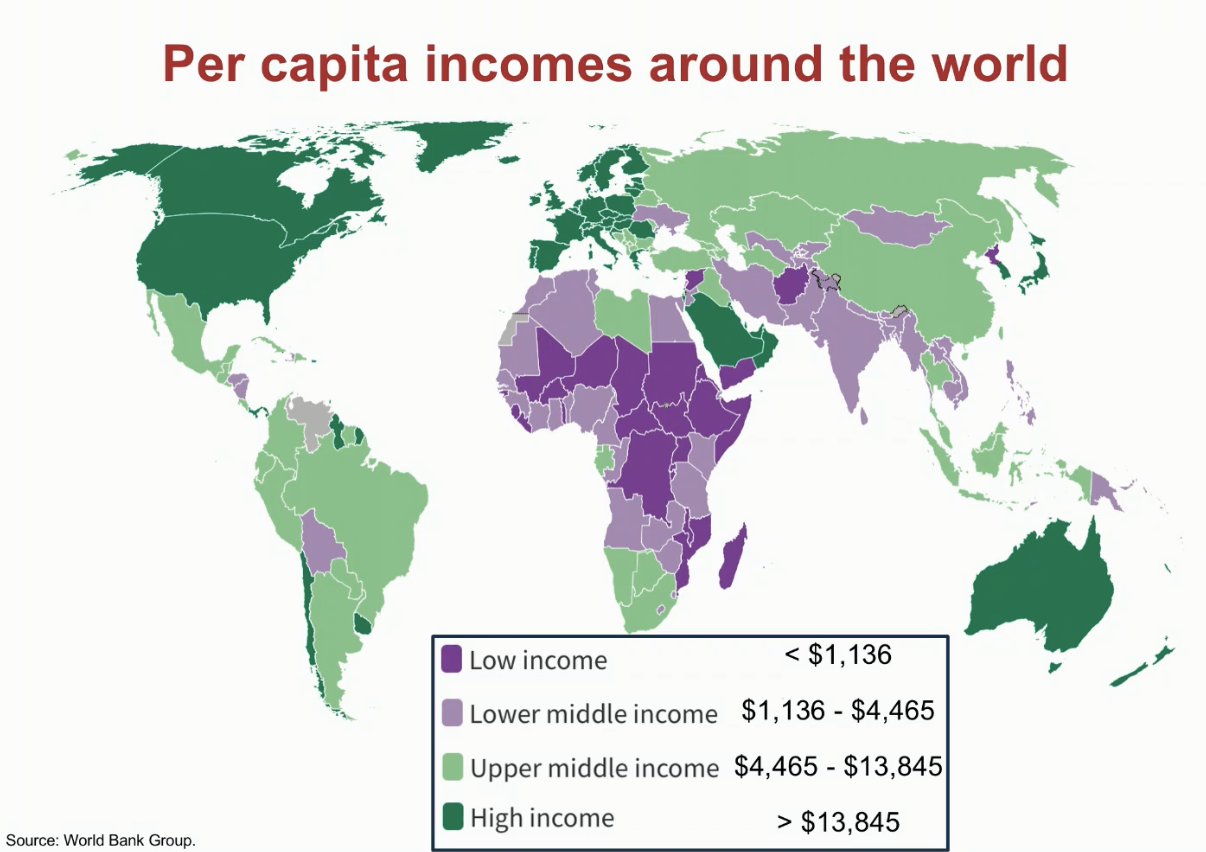 Per capita incomes around the world
Low income < $1,136
Lower middle income $1,136 - $4,465
Upper middle income $4,465 - $13,845
High income > $13,845
Source: World Bank Group.